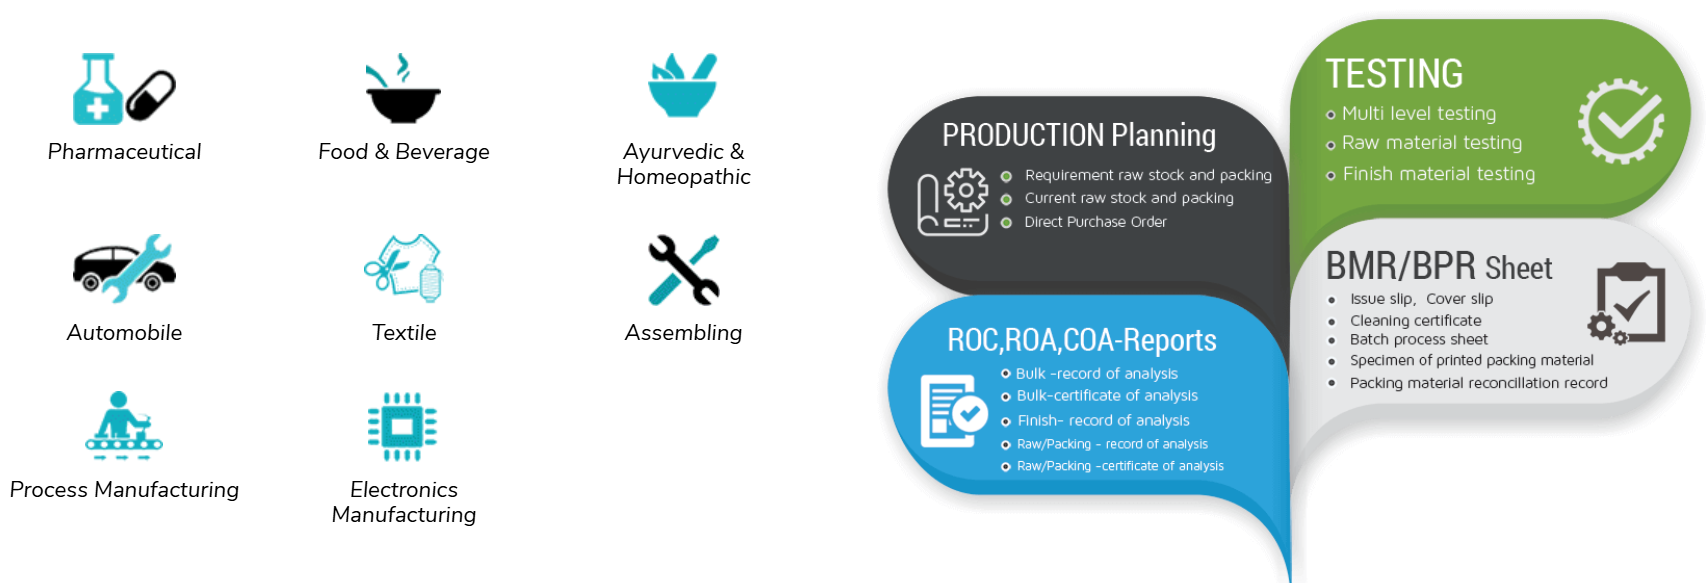 Pharmaceutical
Food & Beverage
Ayurvedic &
Homeopathic
Automobile
Textile
Assembling
Process Manufacturing
Electronics
Manufacturing
PRODUCTION Planning
Requirement raw stock and packing
Current raw stock and packing
Direct Purchase Order
TESTING
Multi level testing
Raw material testing
Finish material testing
ROC,ROA,COA-Reports
Bulk -record of analysis
Bulk-certificate of analysis
Finish- record of analysis
Raw/Packing - record of analysis
Raw/Packing -certificate of analysis
BMR/BPR Sheet
Issue slip, Cover slip
Cleaning certificate
Batch process sheet
Specimen of printed packing material
Packing material reconcillation record